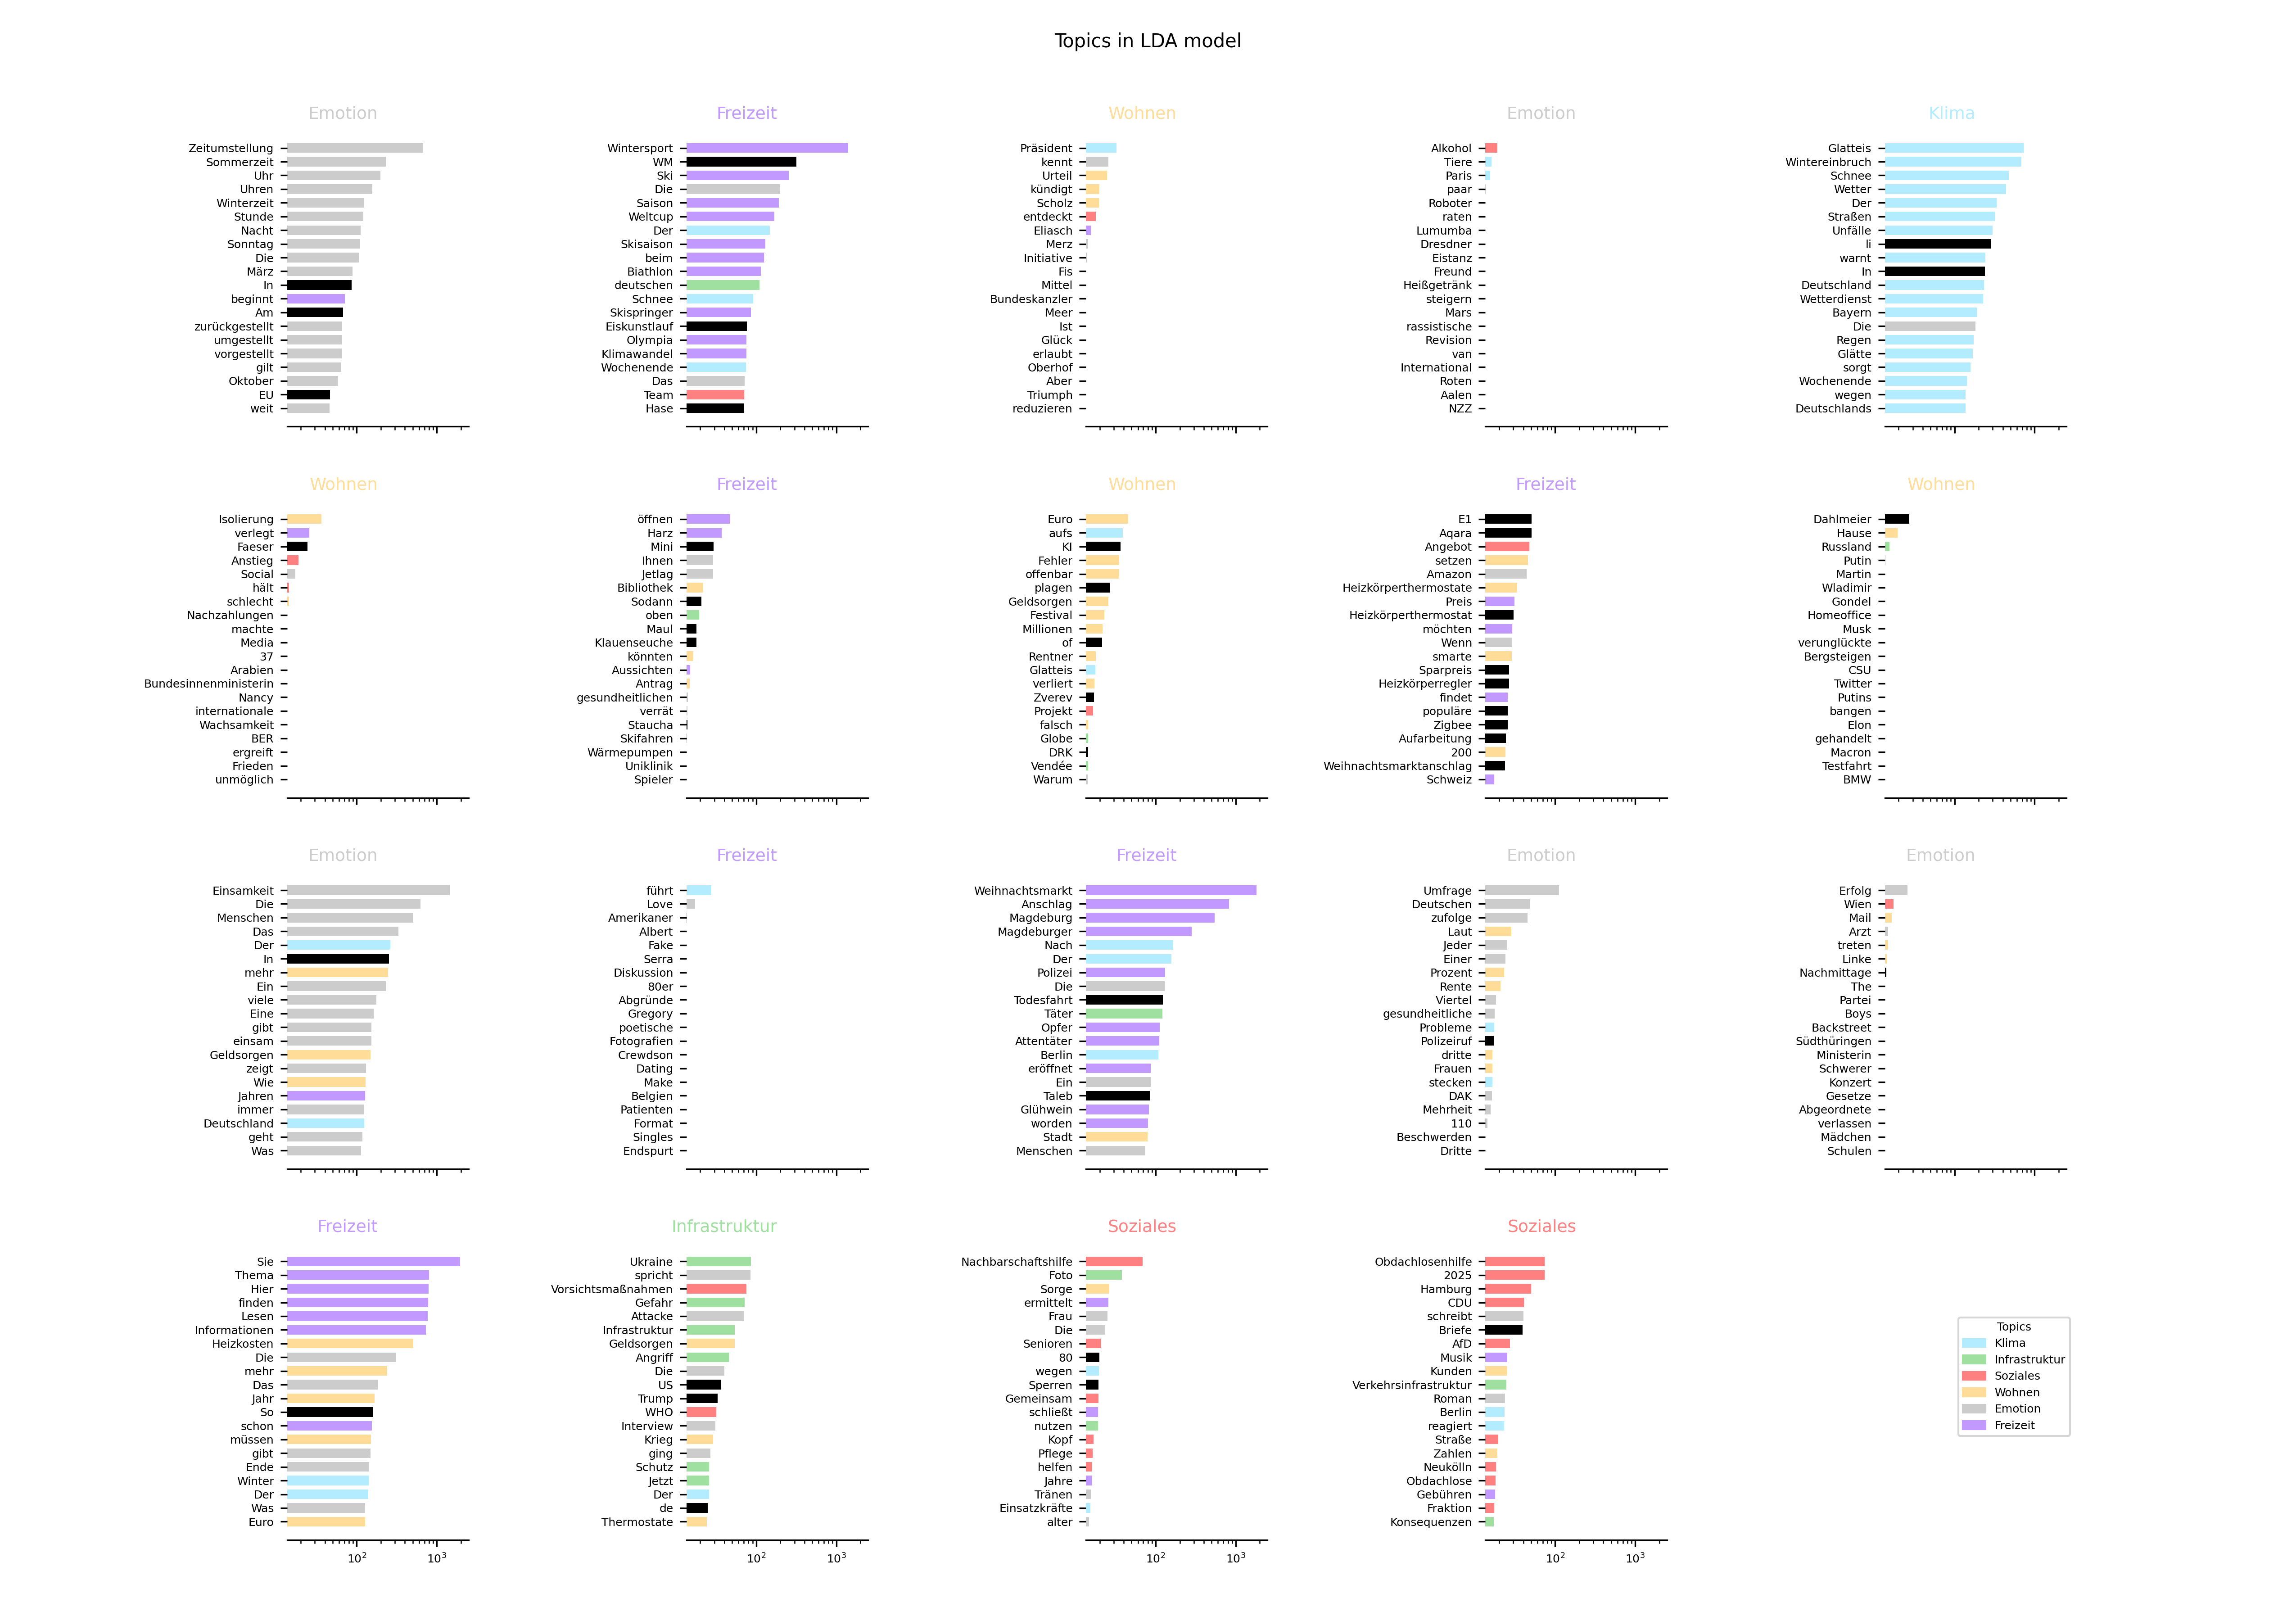 Topics in LDA model
Emotion
Zeitumstellung
Sommerzeit
Uhr
Uhren
Winterzeit
Stunde
Nacht
Sonntag
Die
März
In
beginnt
Am
zurückgestellt
umgestellt
vorgestellt
gilt
Oktober
EU
weit
Freizeit
Wintersport
WM
Ski
Die
Saison
Weltcup
Der
Skisaison
beim
Biathlon
deutschen
Schnee
Skispringer
Eiskunstlauf
Olympia
Klimawandel
Wochenende
Das
Team
Hase
Wohnen
Präsident
kennt
Urteil
kündigt
Scholz
entdeckt
Eliasch
Merz
Initiative
Fis
Mittel
Bundeskanzler
Meer
Ist
Glück
erlaubt
Oberhof
Aber
Triumph
reduzieren
Emotion
Alkohol
Tiere
Paris
paar
Roboter
raten
Lumumba
Dresdner
Eistanz
Freund
Heißgetränk
steigern
Mars
rassistische
Revision
van
International
Roten
Aalen
NZZ
Klima
Glatteis
Wintereinbruch
Schnee
Wetter
Der
Straßen
Unfälle
li
warnt
In
Deutschland
Wetterdienst
Bayern
Die
Regen
Glätte
sorgt
Wochenende
wegen
Deutschlands
Wohnen
Isolierung
verlegt
Faeser
Anstieg
Social
hält
schlecht
Nachzahlungen
machte
Media
37
Arabien
Bundesinnenministerin
Nancy
internationale
Wachsamkeit
BER
ergreift
Frieden
unmöglich
Freizeit
öffnen
Harz
Mini
Ihnen
Jetlag
Bibliothek
Sodann
oben
Maul
Klauenseuche
könnten
Aussichten
Antrag
gesundheitlichen
verrät
Staucha
Skifahren
Wärmepumpen
Uniklinik
Spieler
Wohnen
Euro
aufs
KI
Fehler
offenbar
plagen
Geldsorgen
Festival
Millionen
of
Rentner
Glatteis
verliert
Zverev
Projekt
falsch
Globe
DRK
Vendée
Warum
Freizeit
E1
Aqara
Angebot
setzen
Amazon
Heizkörperthermostate
Preis
Heizkörperthermostat
möchten
Wenn
smarte
Sparpreis
Heizkörperregler
findet
populäre
Zigbee
Aufarbeitung
200
Weihnachtsmarktanschlag
Schweiz
Wohnen
Dahlmeier
Hause
Russland
Putin
Martin
Wladimir
Gondel
Homeoffice
Musk
verunglückte
Bergsteigen
CSU
Twitter
Putins
bangen
Elon
gehandelt
Macron
Testfahrt
BMW
Emotion
Einsamkeit
Die
Menschen
Das
Der
In
mehr
Ein
viele
Eine
gibt
einsam
Geldsorgen
zeigt
Wie
Jahren
immer
Deutschland
geht
Was
Freizeit
führt
Love
Amerikaner
Albert
Fake
Serra
Diskussion
80er
Abgründe
Gregory
poetische
Fotografien
Crewdson
Dating
Make
Belgien
Patienten
Format
Singles
Endspurt
Freizeit
Weihnachtsmarkt
Anschlag
Magdeburg
Magdeburger
Nach
Der
Polizei
Die
Todesfahrt
Täter
Opfer
Attentäter
Berlin
eröffnet
Ein
Taleb
Glühwein
worden
Stadt
Menschen
Emotion
Umfrage
Deutschen
zufolge
Laut
Jeder
Einer
Prozent
Rente
Viertel
gesundheitliche
Probleme
Polizeiruf
dritte
Frauen
stecken
DAK
Mehrheit
110
Beschwerden
Dritte
Emotion
Erfolg
Wien
Mail
Arzt
treten
Linke
Nachmittage
The
Partei
Boys
Backstreet
Südthüringen
Ministerin
Schwerer
Konzert
Gesetze
Abgeordnete
verlassen
Mädchen
Schulen
Freizeit
Sie
Thema
Hier
finden
Lesen
Informationen
Heizkosten
Die
mehr
Das
Jahr
So
schon
müssen
gibt
Ende
Winter
Der
Was
Euro
10² 10³
Infrastruktur
Ukraine
spricht
Vorsichtsmaßnahmen
Gefahr
Attacke
Infrastruktur
Geldsorgen
Angriff
Die
US
Trump
WHO
Interview
Krieg
ging
Schutz
Jetzt
Der
de
Thermostate
10² 10³
Soziales
Nachbarschaftshilfe
Foto
Sorge
ermittelt
Frau
Die
Senioren
80
wegen
Sperren
Gemeinsam
schließt
nutzen
Kopf
Pflege
helfen
Jahre
Tränen
Einsatzkräfte
alter
10² 10³
Soziales
Obdachlosenhilfe
2025
Hamburg
CDU
schreibt
Briefe
AfD
Musik
Kunden
Verkehrsinfrastruktur
Roman
Berlin
reagiert
Straße
Zahlen
Neukölln
Obdachlose
Gebühren
Fraktion
Konsequenzen
10² 10³
Topics
Klima
Infrastruktur
Soziales
Wohnen
Emotion
Freizeit